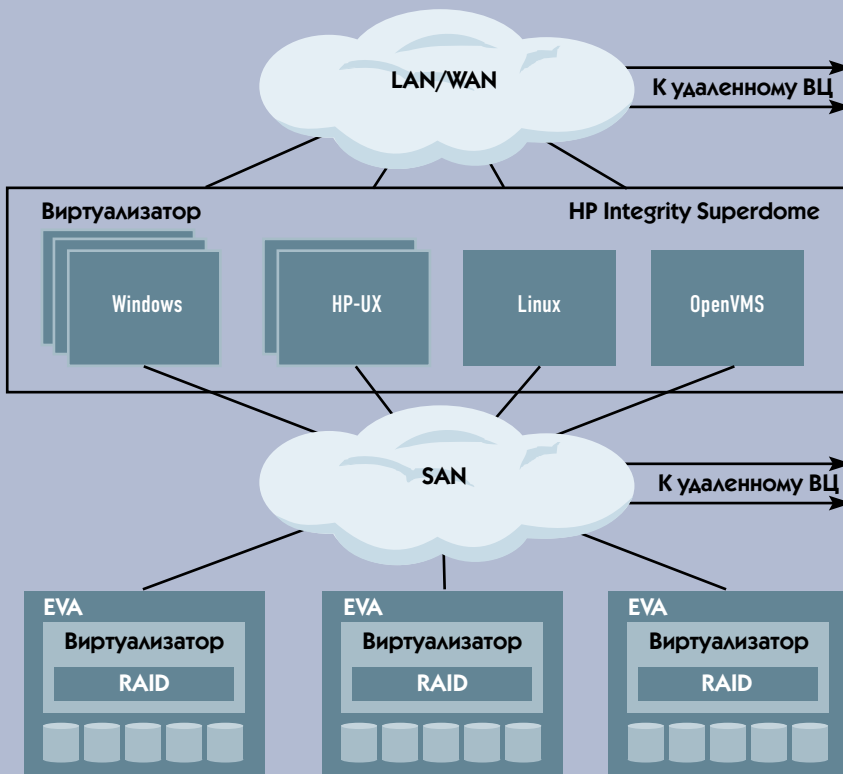 LAN/WAN
К удаленному ВЦ
Виртуализатор
HP Integrity Superdome
Windows
HP-UX
Linux
OpenVMS
SAN
К удаленному ВЦ
EVA
Виртуализатор
RAID
EVA
Виртуализатор
RAID
EVA
Виртуализатор
RAID